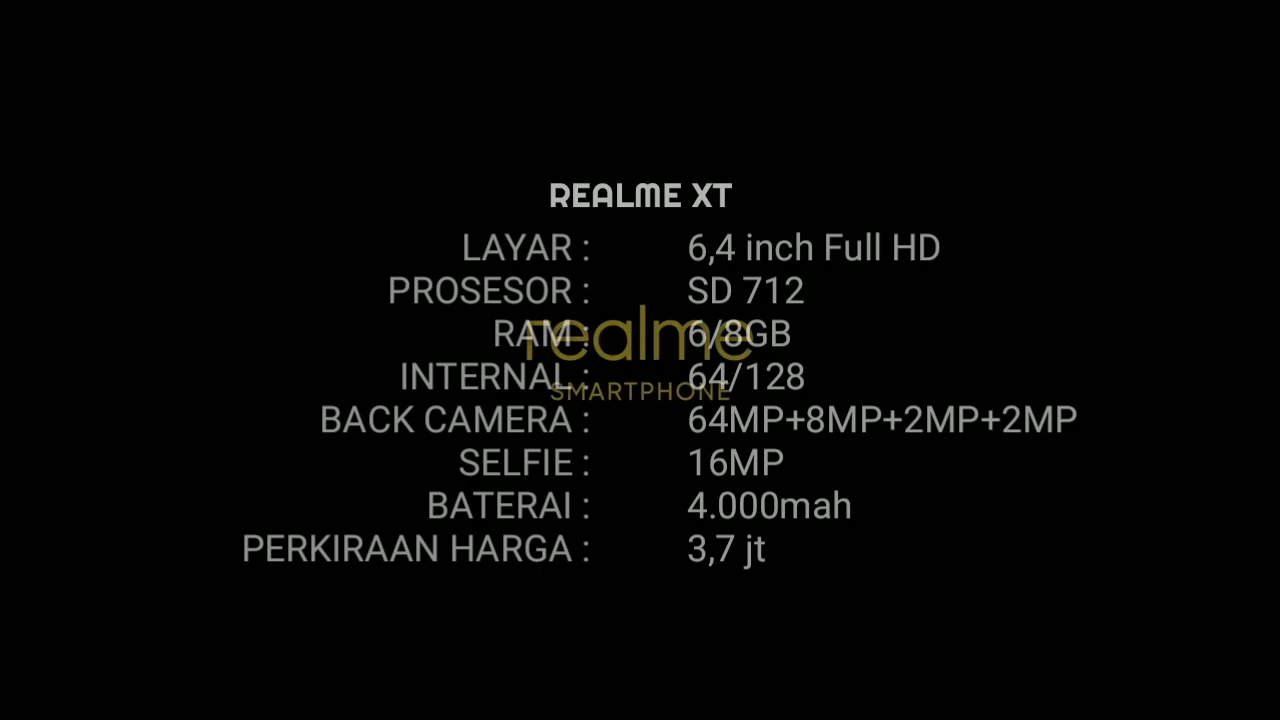 REALME XT
LAYAR : 6,4 inch Full HD
PROSESOR : SD 712
RAM : 6/8GB
realme
INTERNAL : 64/128
SMARTPHONE
BACK CAMERA : 64MP+8MP+2MP+2MP
SELFIE : 16MP
BATERAI : 4.000mah
PERKIRAAN HARGA : 3,7 jt